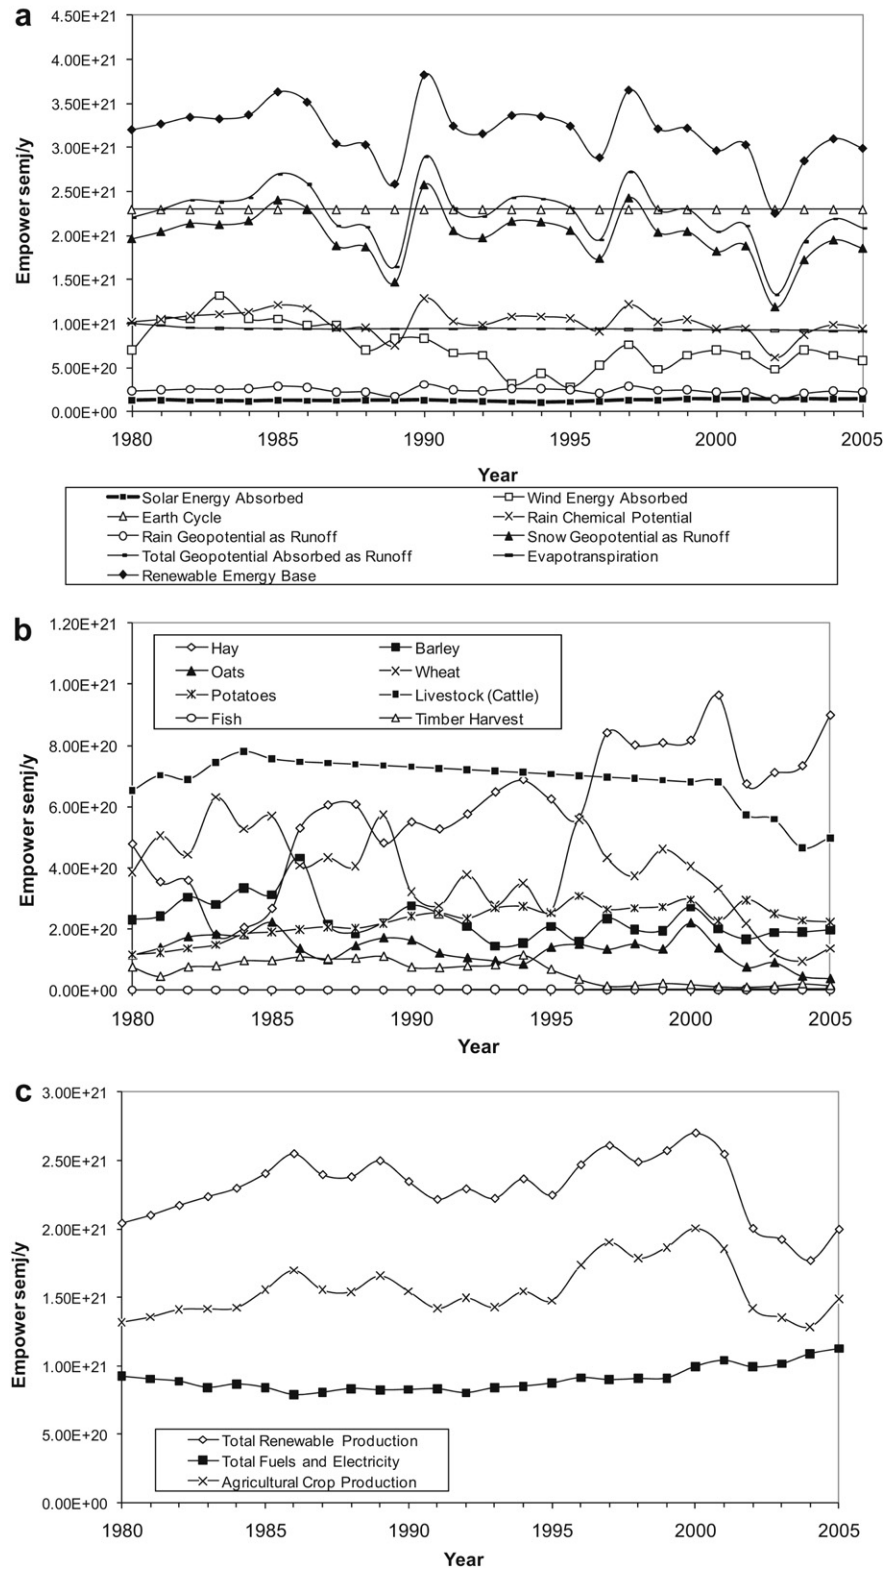 a
4.50E+21
4.00E+21
3.50E+21
3.00E+21
2.50E+21
2.00E+21
1.50E+21
1.00E+21
5.00E+20
0.00E+00
Empower semj/y
1980 1985 1990 1995 2000 2005
Year
Solar Energy Absorbed Wind Energy Absorbed
Earth Cycle Rain Chemical Potential
Rain Geopotential as Runoff Snow Geopotential as Runoff
Total Geopotential Absorbed as Runoff Evapotranspiration
Renewable Emergy Base
b
1.20E+21
1.00E+21
8.00E+20
6.00E+20
4.00E+20
2.00E+20
0.00E+00
Empower semj/y
Hay Barley
Oats Wheat
Potatoes Livestock (Cattle)
Fish Timber Harvest
1980 1985 1990 1995 2000 2005
Year
c
3.00E+21
2.50E+21
2.00E+21
1.50E+21
1.00E+21
5.00E+20
0.00E+00
Empower semj/y
Total Renewable Production
Total Fuels and Electricity
Agricultural Crop Production
1980 1985 1990 1995 2000 2005
Year